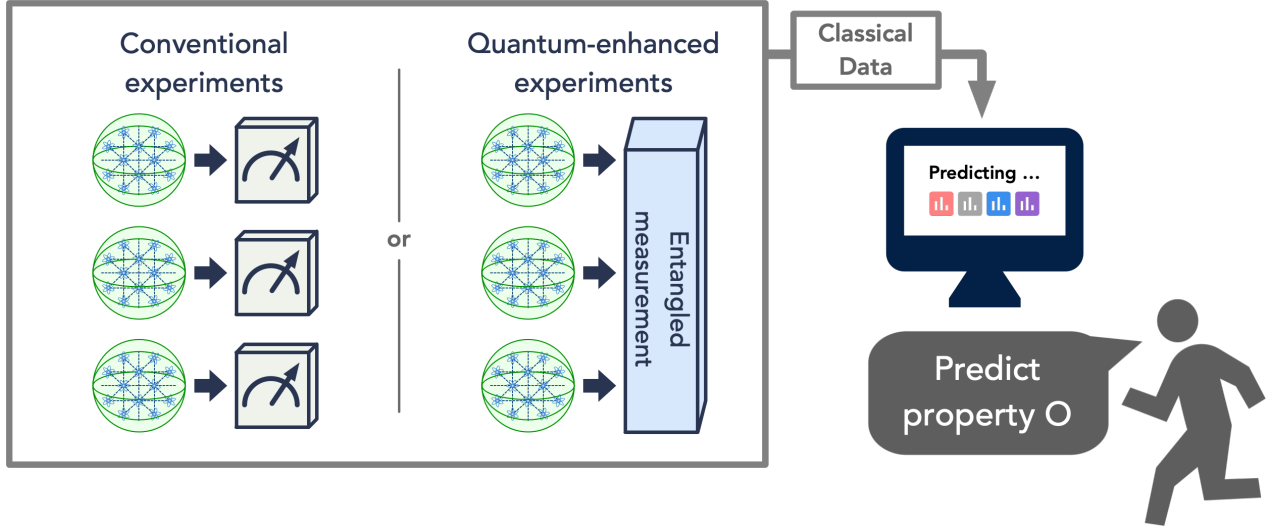 Conventional
experiments
Quantum-enhanced
experiments
or
Entangled
measurement
Classical
Data
Predicting ...
Predict
property O